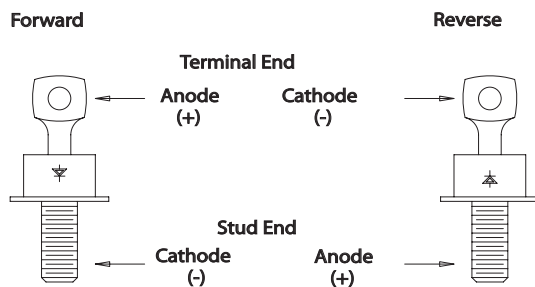 Forward
Reverse
Terminal End
Anode
(+)
Cathode
(-)
Stud End
Cathode
(-)
Anode
(+)